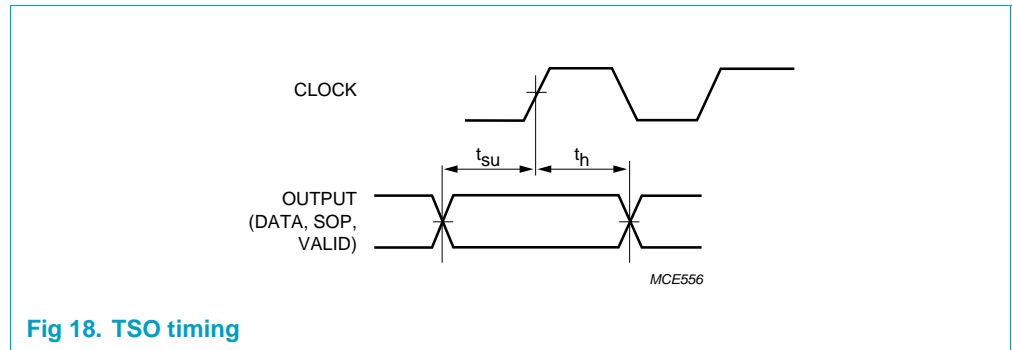 CLOCK
tsu th
OUTPUT
(DATA, SOP,
VALID)
MCE556
Fig 18. TSO timing